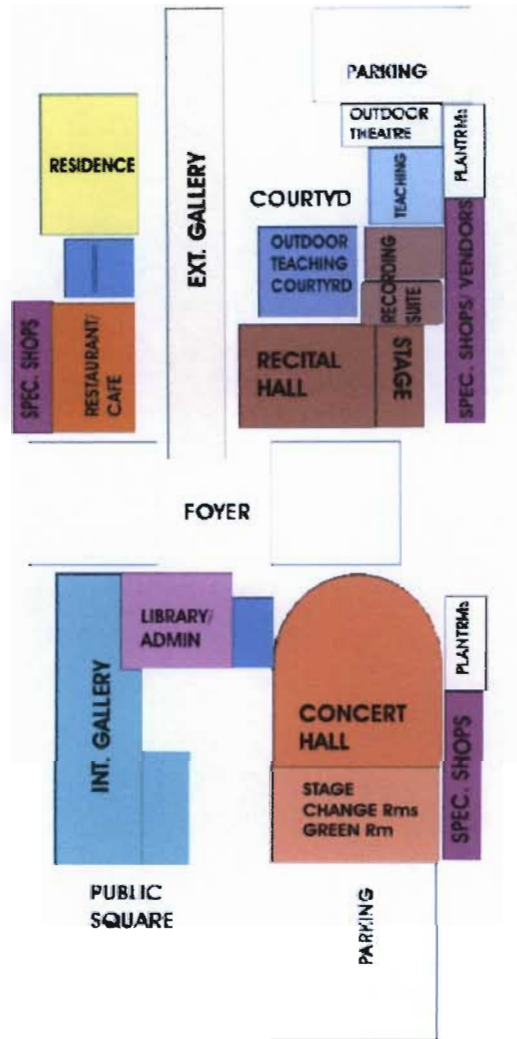 PARKING
OUTDOOR
THEATRE
PLANTRMs
RESIDENCE
EXT. GALLERY
COURTYD
TEACHING
OUTDOOR
TEACHING
COURTYRD
RECORDING
SUITE
SPEC. SHOPS/ VENDORS
SPEC. SHOPS
RESTAURANT/
CAFE
RECITAL
HALL
STAGE
FOYER
LIBRARY/
ADMIN
PLANTRMs
INT. GALLERY
CONCERT
HALL
SPEC. SHOPS
STAGE
CHANGE Rms
GREEN Rm
PUBLIC
SQUARE
PARKING